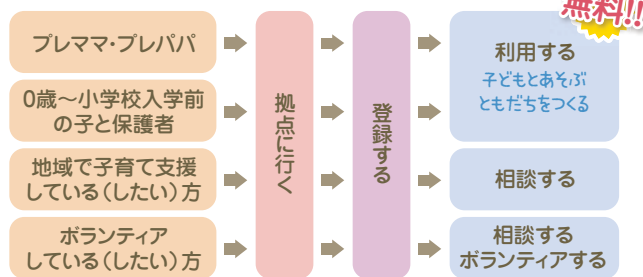 無料!!
プレママ・プレパパ
0歳～小学校入学前
の子と保護者
地域で子育て支援
している（したい）方
ボランティア
している（したい）方
拠点に行く
登録する
利用する
子どもとあそぶ
ともだちをつくる
相談する
相談する
ボランティアする